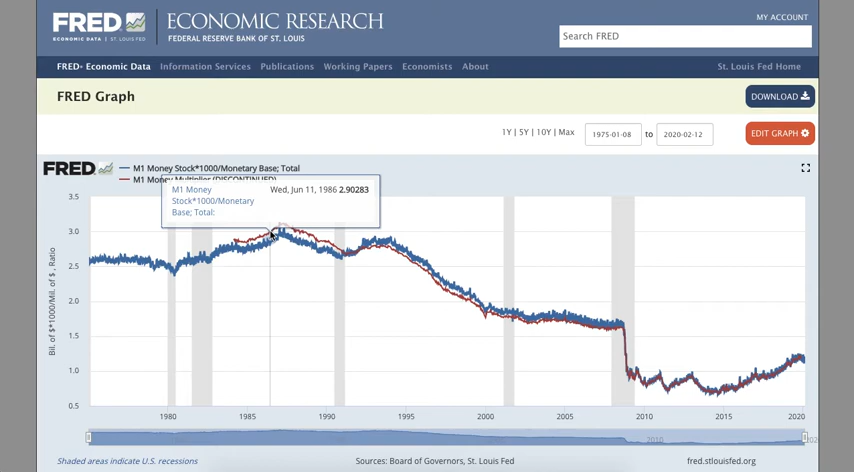 FRED ECONOMIC RESEARCH
ECONOMIC DATA | ST. LOUIS FED FEDERAL RESERVE BANK OF ST. LOUIS
MY ACCOUNT
Search FRED
FRED® Economic Data Information Services Publications Working Papers Economists About St. Louis Fed Home
FRED Graph
DOWNLOAD
1Y | 5Y | 10Y | Max 1975-01-08 to 2020-02-12 EDIT GRAPH
FRED
M1 Money Stock*1000/Monetary Base; Total
M1 Money Multiplier (DISCONTINUED)
M1 Money Wed, Jun 11, 1986 2.90283
Stock*1000/Monetary
Base; Total:
Bil. of $*1000/Mil. of $ , Ratio
3.5
3.0
2.5
2.0
1.5
1.0
0.5
1980 1985 1990 1995 2000 2005 2010 2015 2020
2010
Shaded areas indicate U.S. recessions Sources: Board of Governors, St. Louis Fed fred.stlouisfed.org